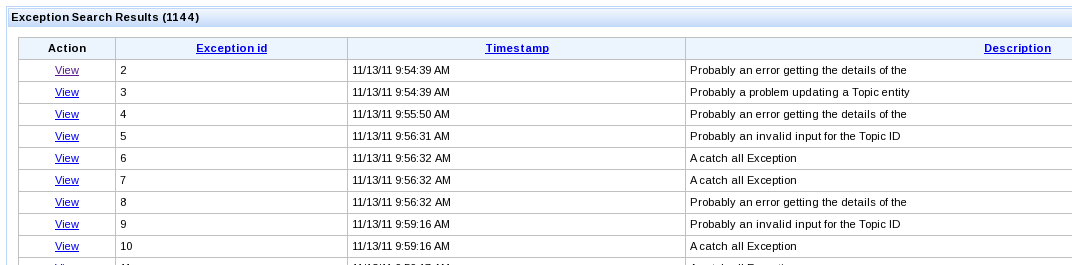 Exception Search Results (1144)
Action Exception id Timestamp Description
View 2 11/13/11 9:54:39 AM Probably an error getting the details of the
View 3 11/13/11 9:54:39 AM Probably a problem updating a Topic entity
View 4 11/13/11 9:55:50 AM Probably an error getting the details of the
View 5 11/13/11 9:56:31 AM Probably an invalid input for the Topic ID
View 6 11/13/11 9:56:32 AM A catch all Exception
View 7 11/13/11 9:56:32 AM A catch all Exception
View 8 11/13/11 9:56:32 AM Probably an error getting the details of the
View 9 11/13/11 9:59:16 AM Probably an invalid input for the Topic ID
View 10 11/13/11 9:59:16 AM A catch all Exception